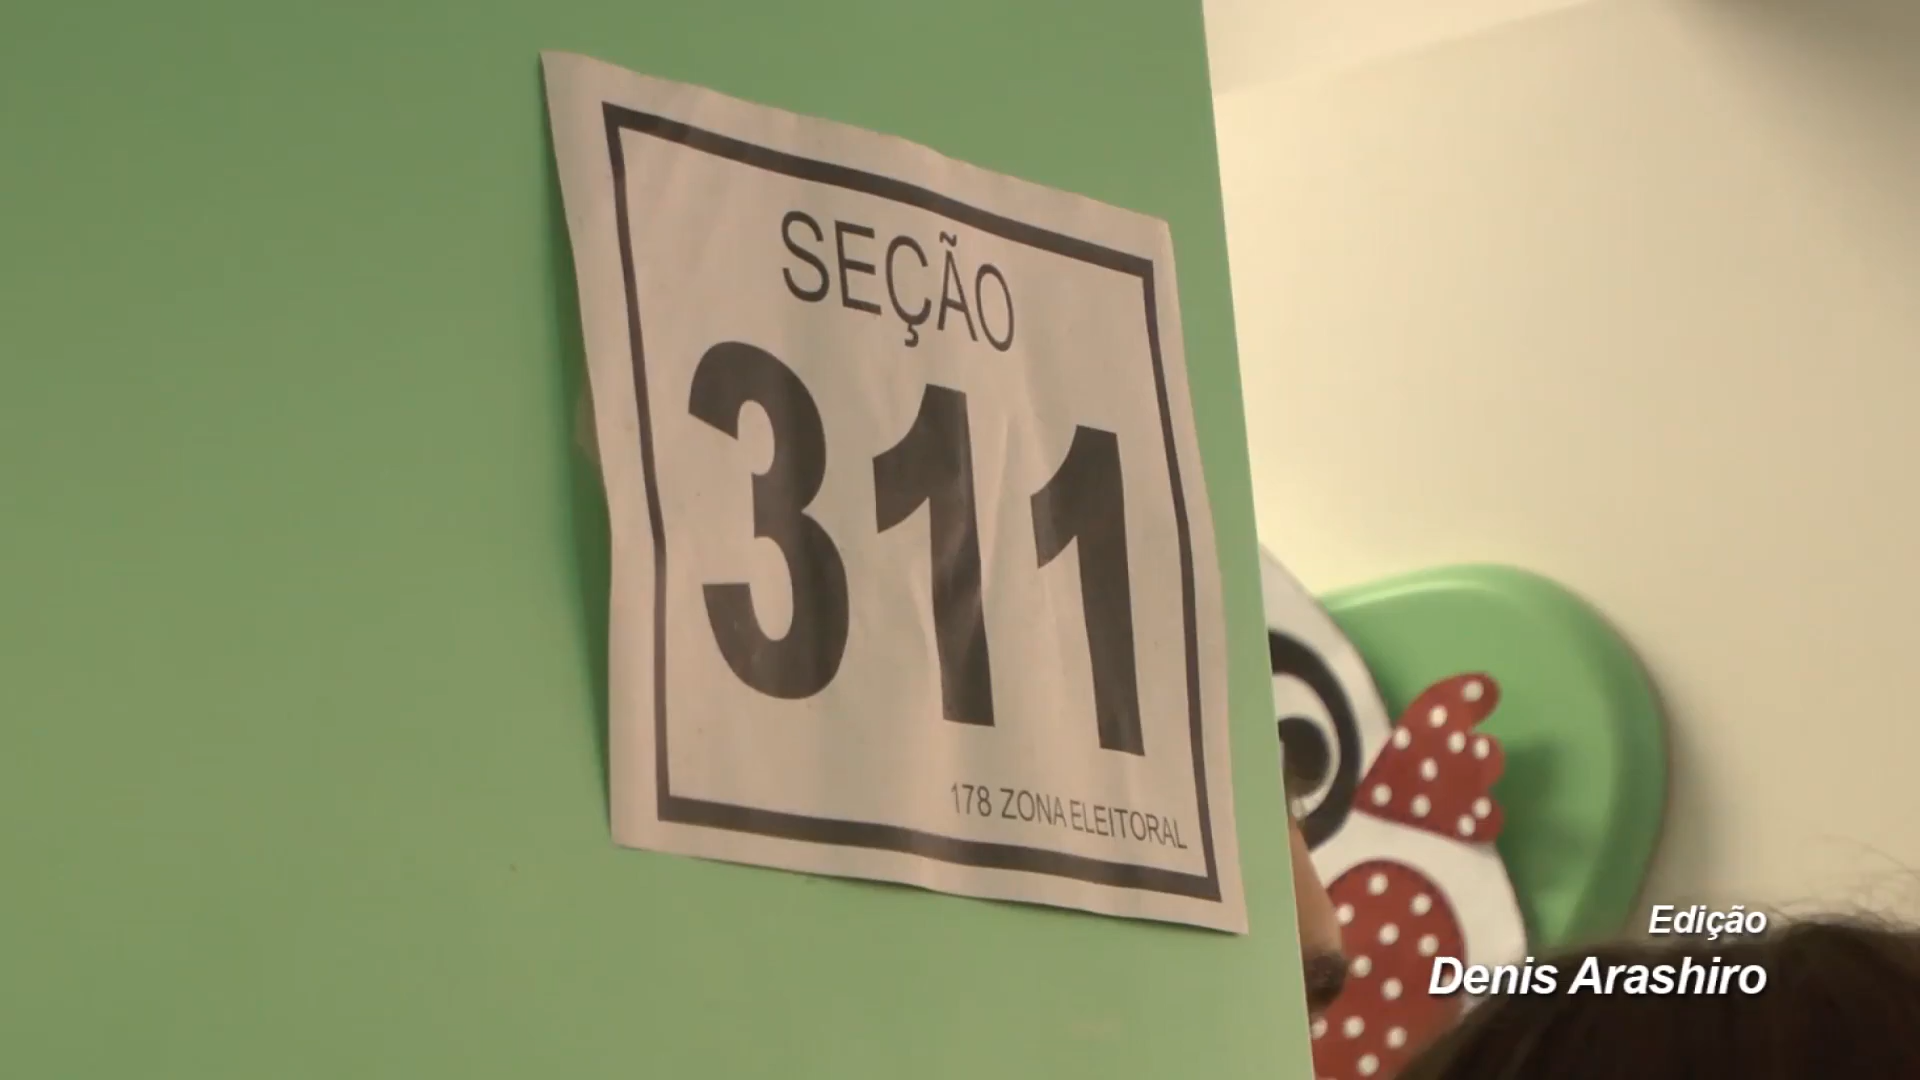 SEÇÃO
311
178 ZONA ELEITORAL
Edição
Denis Arashiro